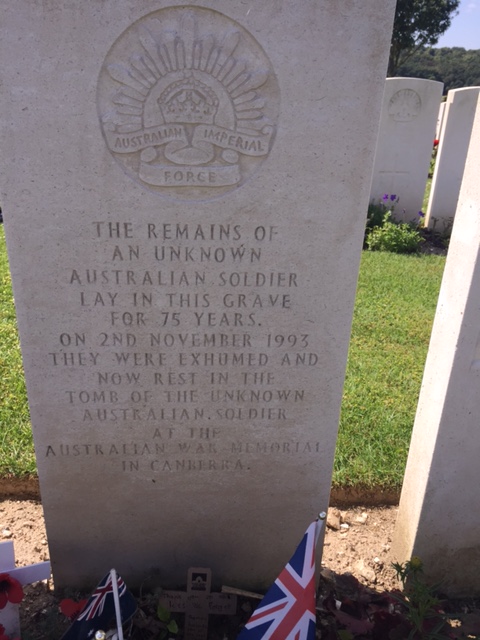 AUSTRALIAN IMPERIAL
FORCE
THE REMAINS OF
AN UNKNOWN
AUSTRALIAN SOLDIER
LAY IN THIS GRAVE
FOR 75 YEARS.
ON 2ND NOVEMBER 1993
THEY WERE EXHUMED AND
NOW REST IN THE
TOMB OF THE UNKNOWN
AUSTRALIAN SOLDIER
AT THE
AUSTRALIAN WAR MEMORIAL
IN CANBERRA.